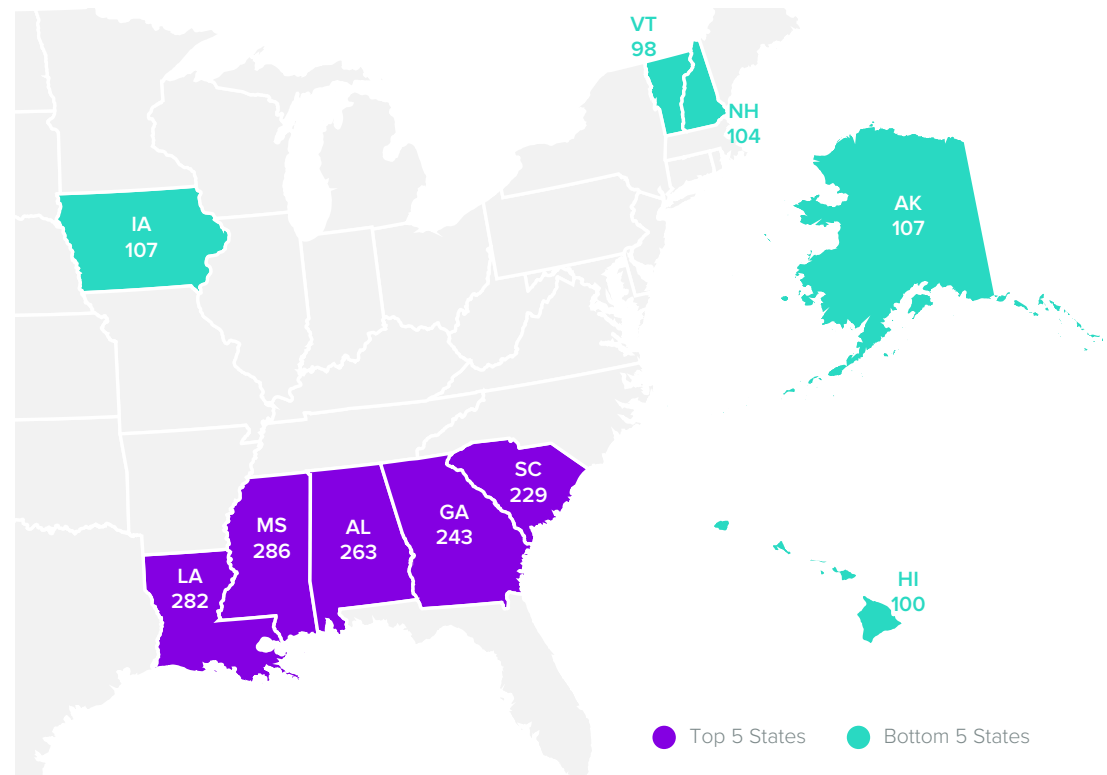 VT
98
NH
104
IA
107
AK
107
SC
229
GA
243
MS
286
AL
263
LA
282
HI
100
Top 5 States
Bottom 5 States